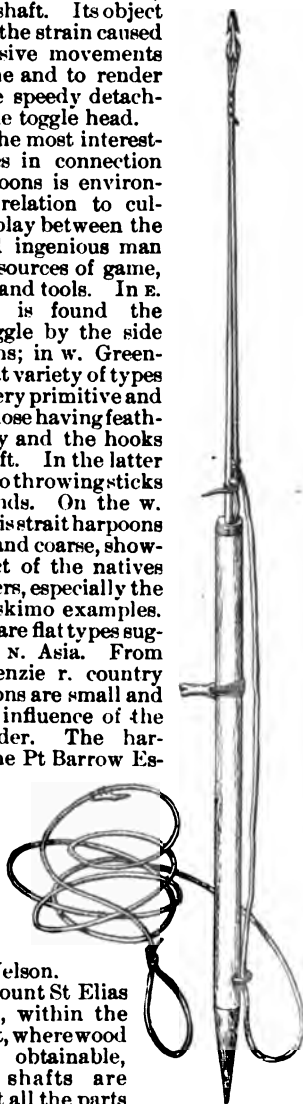 shaft. Its object
the strain caused
sive movements
ne and to render
e speedy detach-
e toggle head.
he most interest-
s in connection
oons is environ-
relation to cul-
play between the
ingenious man
sources of game,
and tools. In E.
is found the
ggle by the side
ns; in W. Green-
t variety of types
ery primitive and
ose having feath-
y and the hooks
ft. In the latter
o throwing sticks
nds. On the W.
is strait harpoons
and coarse, show-
ct of the natives
ers, especially the
skimo examples.
are flat types sug-
N. Asia. From
enzie r. country
ons are small and
influence of the
der. The har-
he Pt Barrow Es-
elson.
ount St Elias
, within the
t, where wood
obtainable,
shafts are
t all the parts